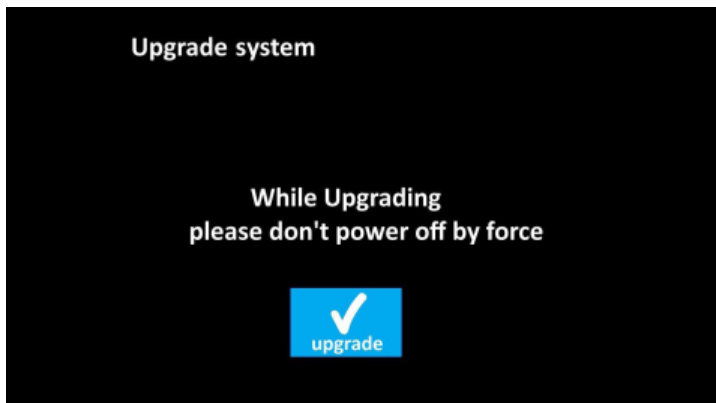 Upgrade system
While Upgrading
please don't power off by force
upgrade